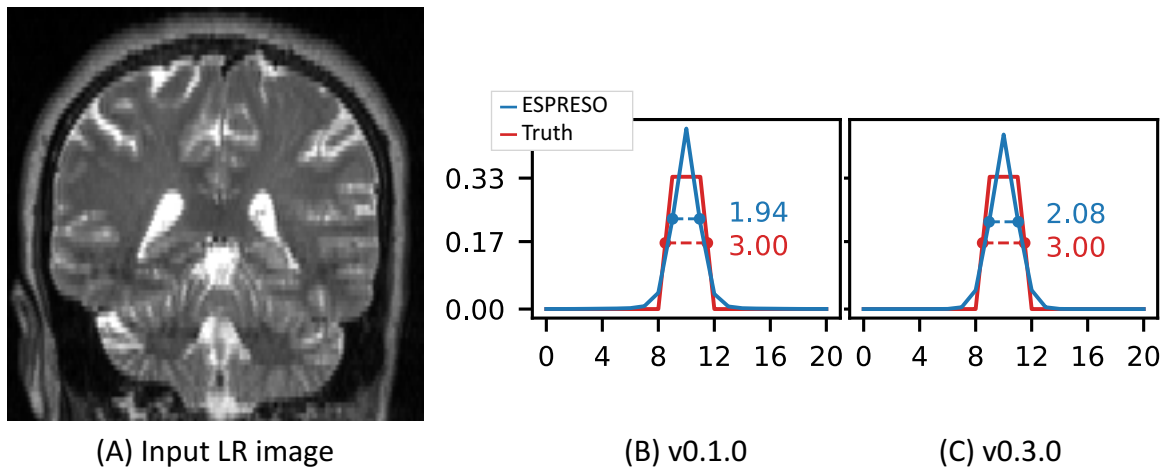 ESPRESO
Truth
0.33
0.17
0.00
1.94
3.00
2.08
3.00
0 4 8 12 16 20
0 4 8 12 16 20
(A) Input LR image
(B) v0.1.0
(C) v0.3.0